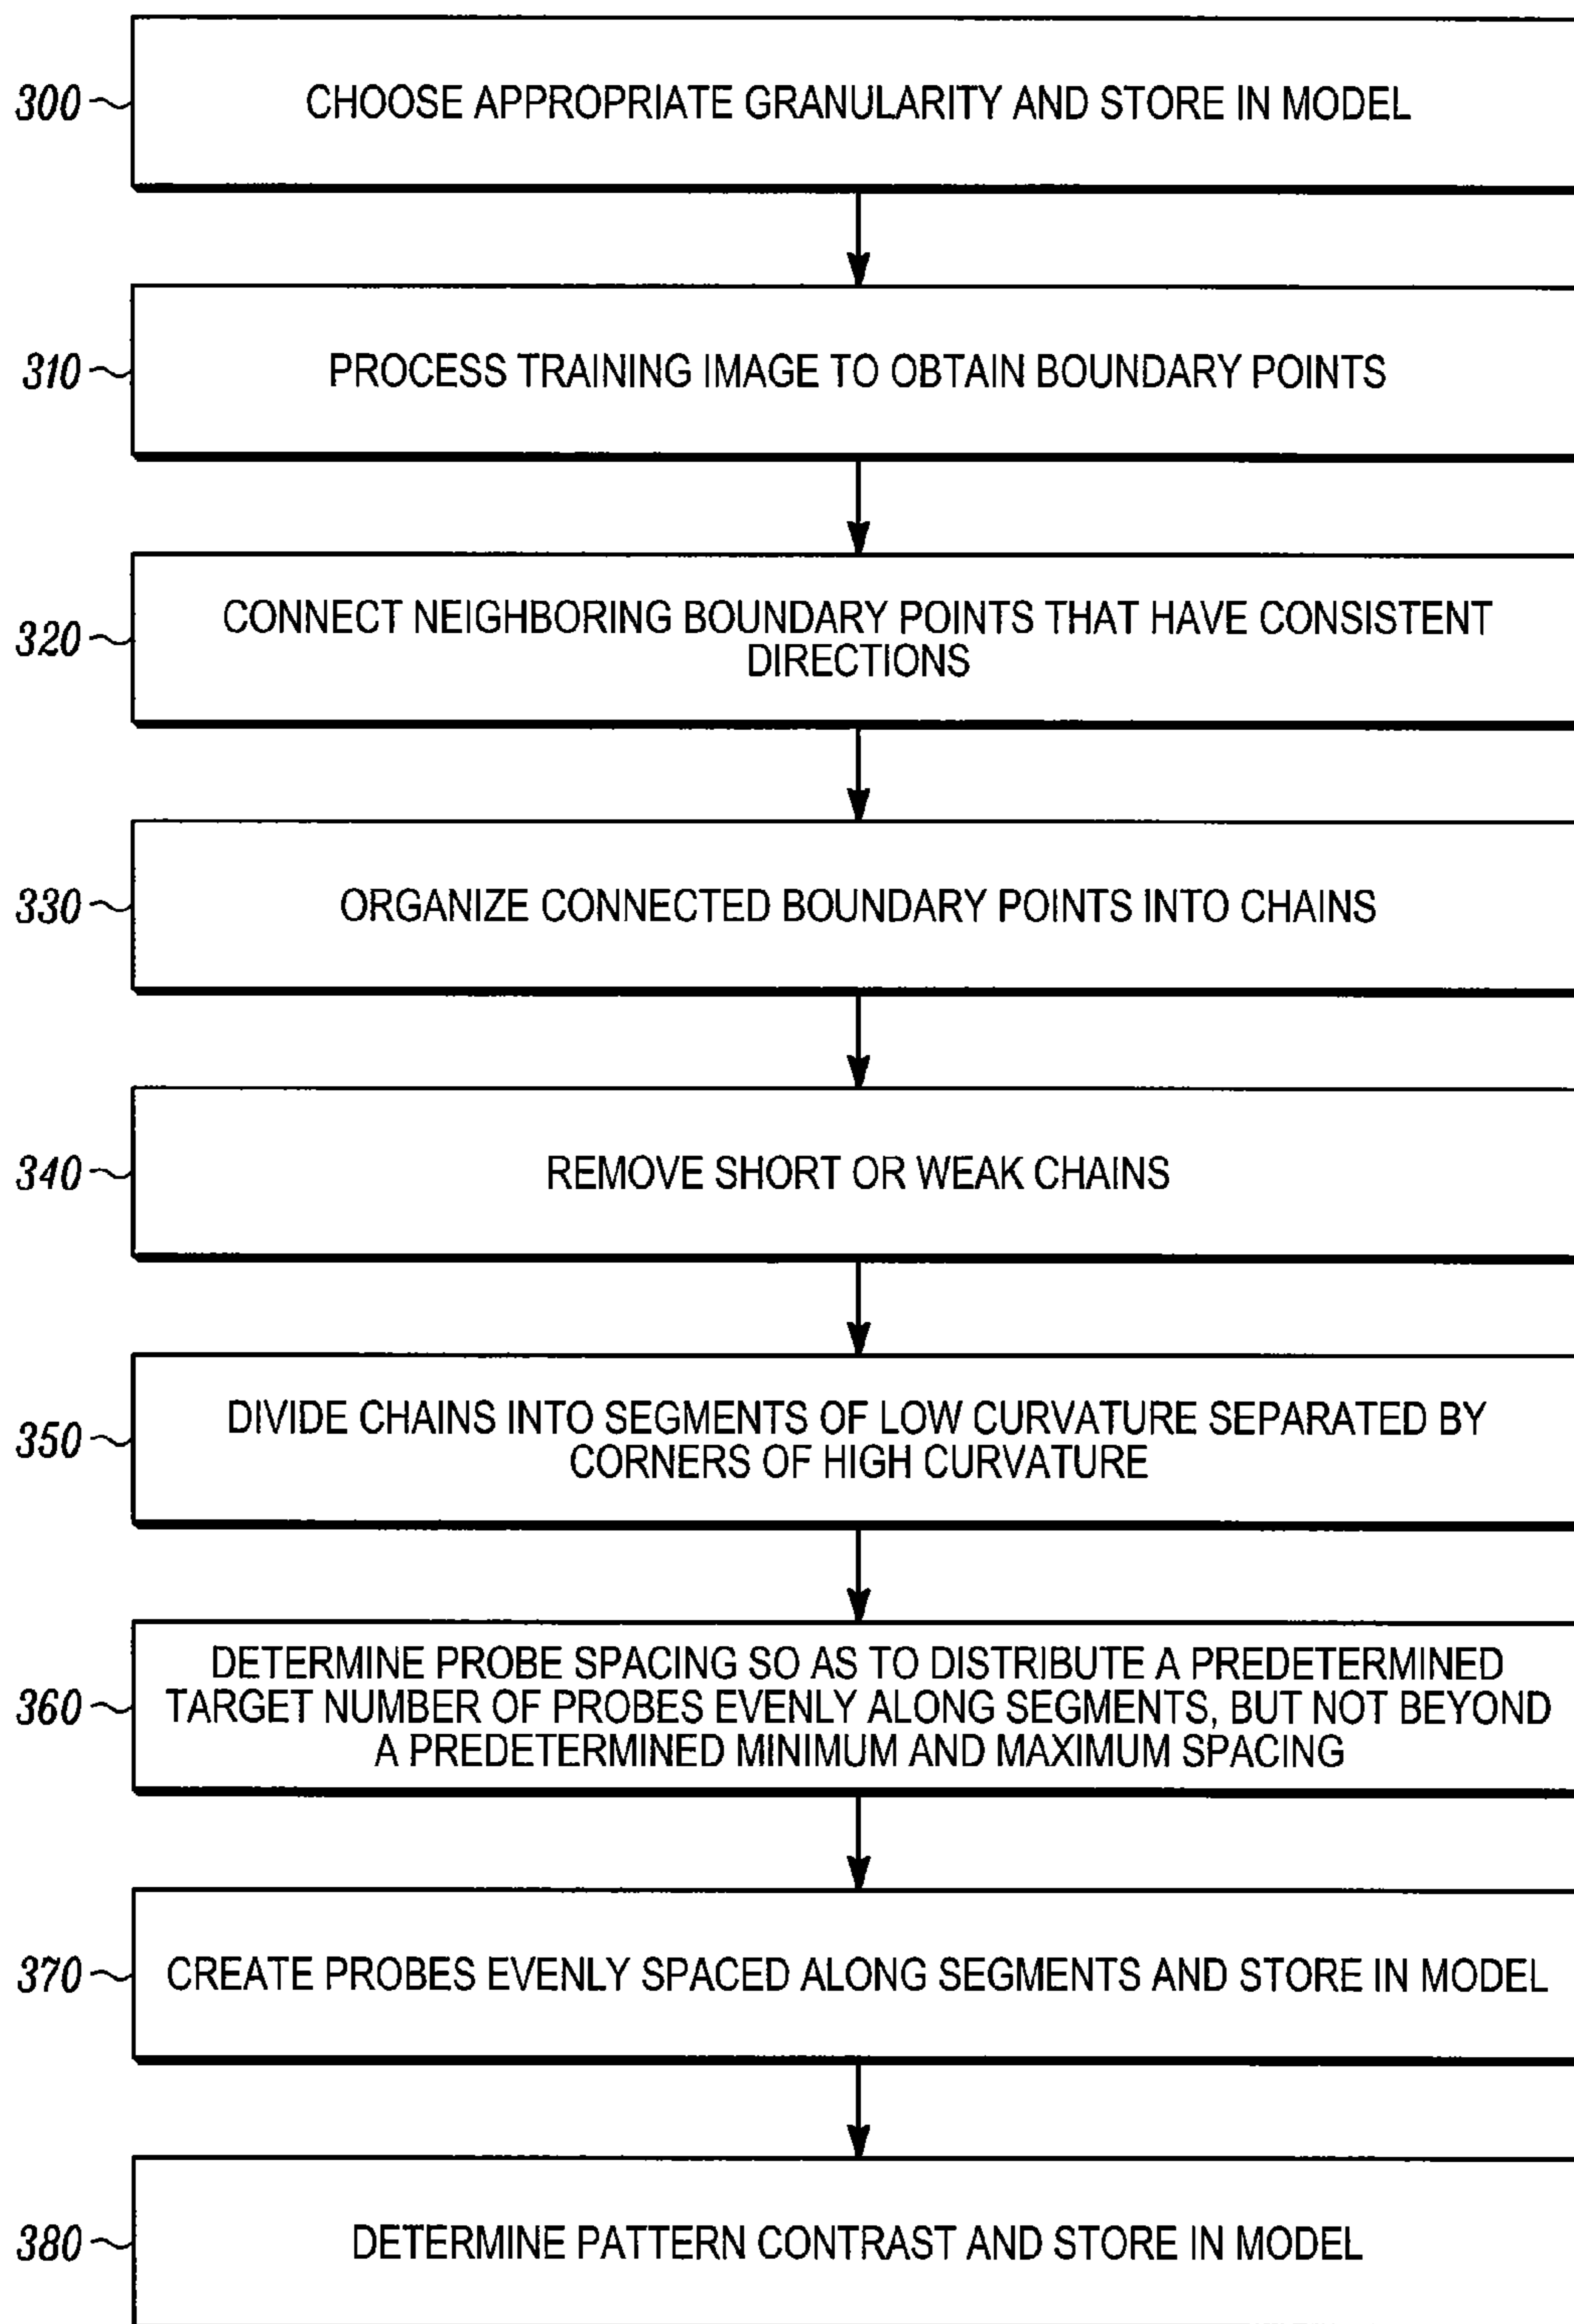 300
CHOOSE APPROPRIATE GRANULARITY AND STORE IN MODEL
310
PROCESS TRAINING IMAGE TO OBTAIN BOUNDARY POINTS
320
CONNECT NEIGHBORING BOUNDARY POINTS THAT HAVE CONSISTENT
DIRECTIONS
330
ORGANIZE CONNECTED BOUNDARY POINTS INTO CHAINS
340
REMOVE SHORT OR WEAK CHAINS
350
DIVIDE CHAINS INTO SEGMENTS OF LOW CURVATURE SEPARATED BY
CORNERS OF HIGH CURVATURE
360
DETERMINE PROBE SPACING SO AS TO DISTRIBUTE A PREDETERMINED
TARGET NUMBER OF PROBES EVENLY ALONG SEGMENTS, BUT NOT BEYOND
A PREDETERMINED MINIMUM AND MAXIMUM SPACING
370
CREATE PROBES EVENLY SPACED ALONG SEGMENTS AND STORE IN MODEL
380
DETERMINE PATTERN CONTRAST AND STORE IN MODEL